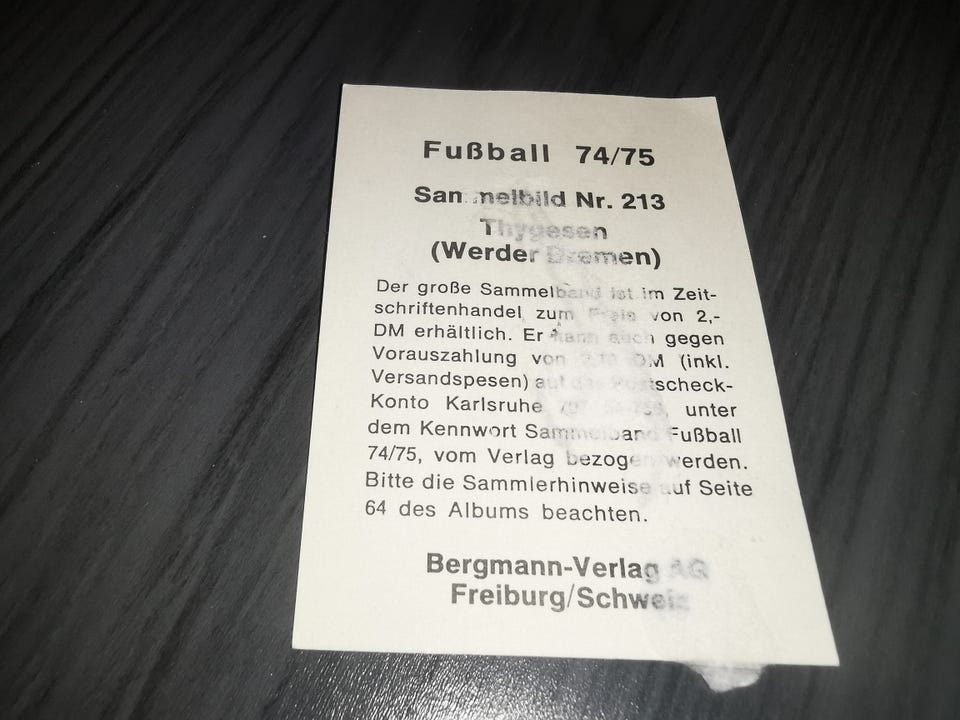 Fußball 74/75
Sammelbild Nr. 213
Thygesen
(Werder Bremen)
Der große Sammelband ist im Zeit-
schriftenhandel zum Preis von 2,-
DM erhältlich. Er kann auch gegen
Vorauszahlung von DM (inkl.
Versandspesen) auf das Postscheck-
Konto Karlsruhe unter
dem Kennwort Sammelband Fußball
74/75, vom Verlag bezogen werden.
Bitte die Sammlerhinweise auf Seite
64 des Albums beachten.
Bergmann-Verlag AG
Freiburg/Schweiz